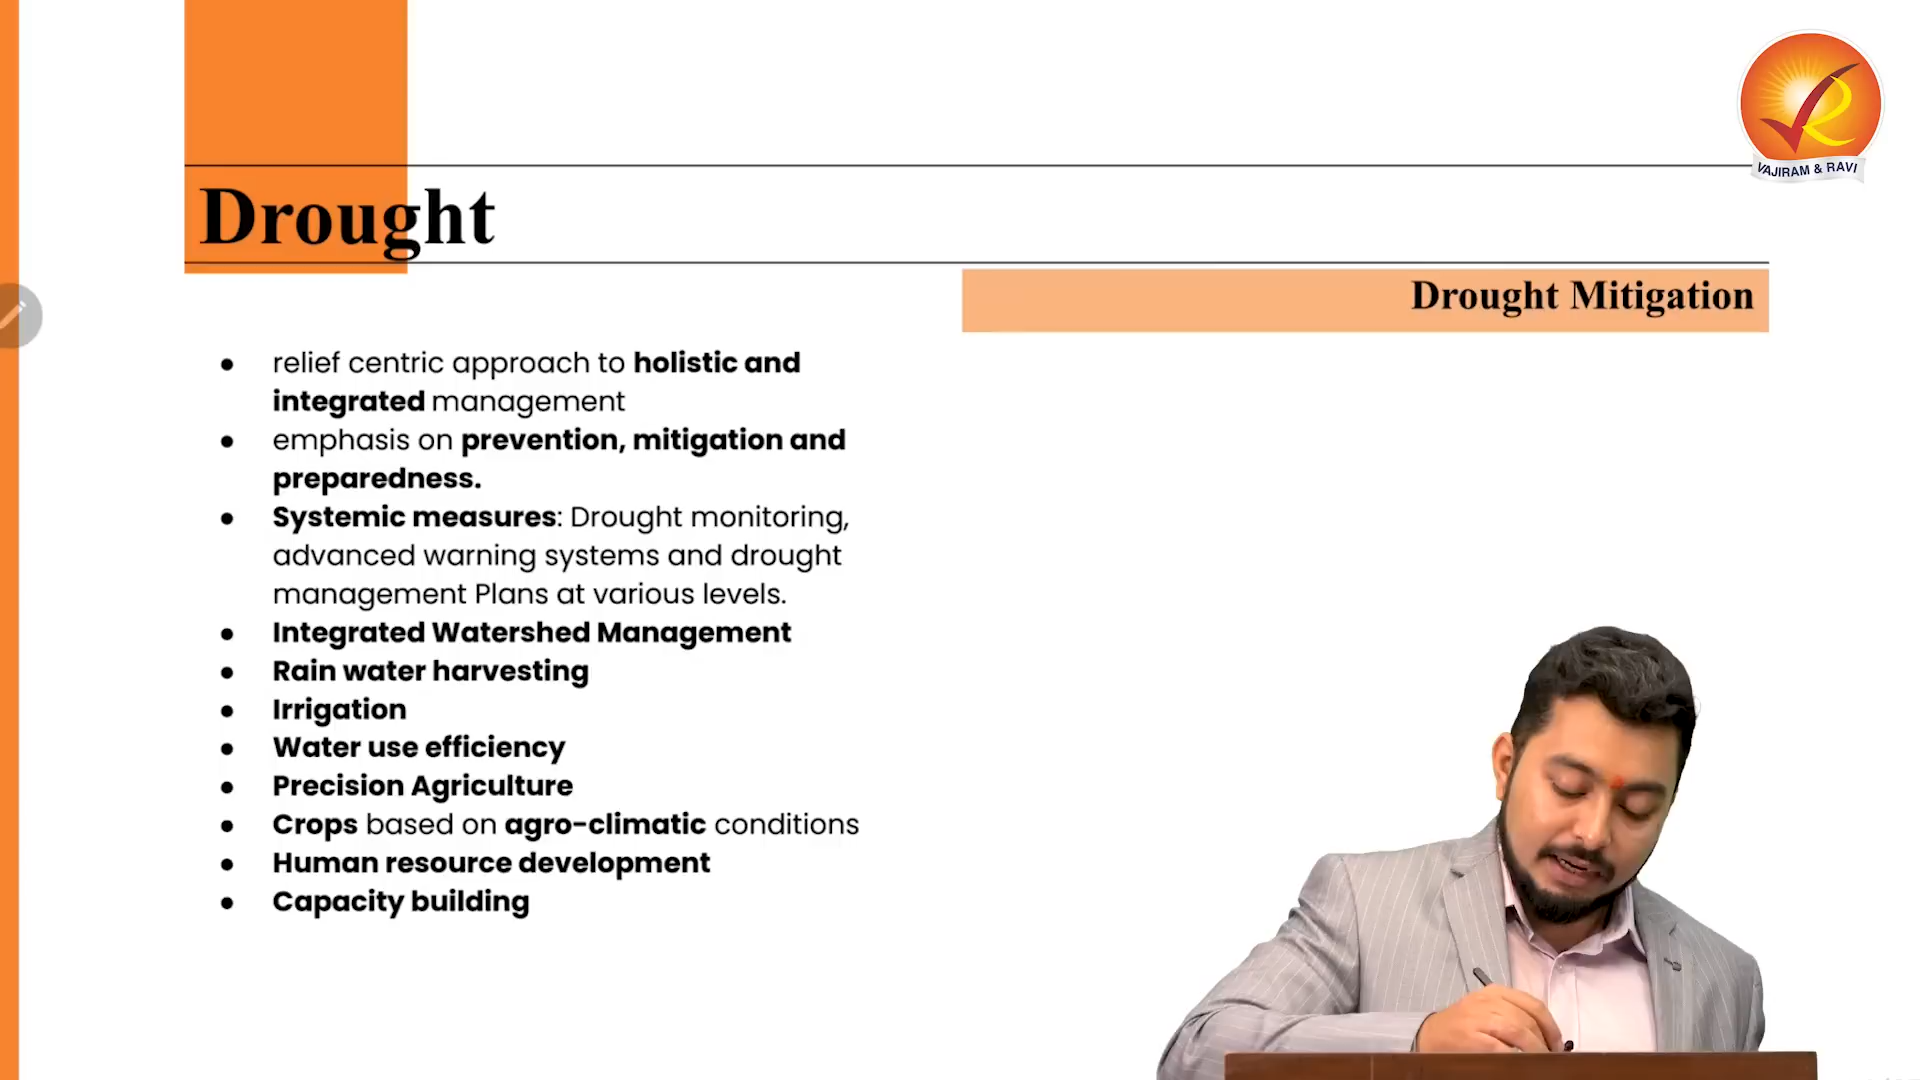 VAJIRAM & RAVI
Drought
Drought Mitigation
● relief centric approach to holistic and
integrated management
● emphasis on prevention, mitigation and
preparedness.
● Systemic measures: Drought monitoring,
advanced warning systems and drought
management Plans at various levels.
● Integrated Watershed Management
● Rain water harvesting
● Irrigation
● Water use efficiency
● Precision Agriculture
● Crops based on agro-climatic conditions
● Human resource development
● Capacity building